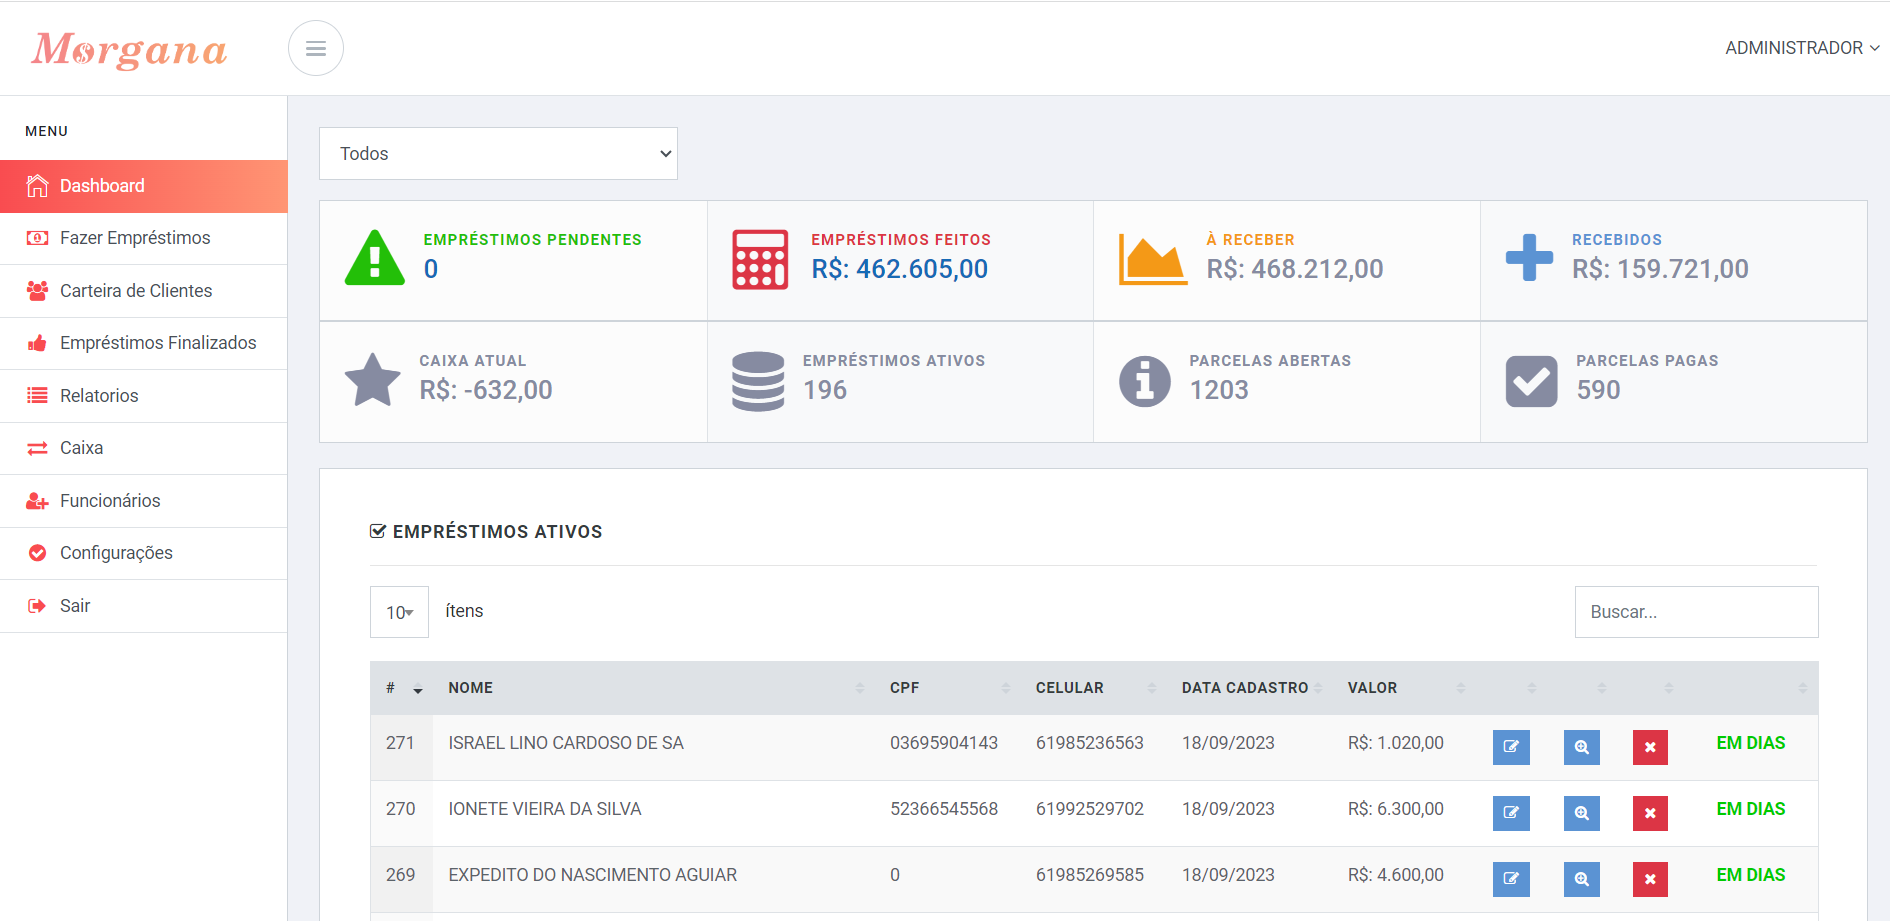 Morgana
ADMINISTRADOR
MENU
Dashboard
Fazer Empréstimos
Carteira de Clientes
Empréstimos Finalizados
Relatorios
Caixa
Funcionários
Configurações
Sair
Todos
EMPRÉSTIMOS PENDENTES
0
EMPRÉSTIMOS FEITOS
R$: 462.605,00
À RECEBER
R$: 468.212,00
RECEBIDOS
R$: 159.721,00
CAIXA ATUAL
R$: -632,00
EMPRÉSTIMOS ATIVOS
196
PARCELAS ABERTAS
1203
PARCELAS PAGAS
590
EMPRÉSTIMOS ATIVOS
10 ítens
Buscar...
# NOME CPF CELULAR DATA CADASTRO VALOR
271 ISRAEL LINO CARDOSO DE SA 03695904143 61985236563 18/09/2023 R$: 1.020,00 EM DIAS
270 IONETE VIEIRA DA SILVA 52366545568 61992529702 18/09/2023 R$: 6.300,00 EM DIAS
269 EXPEDITO DO NASCIMENTO AGUIAR 0 61985269585 18/09/2023 R$: 4.600,00 EM DIAS